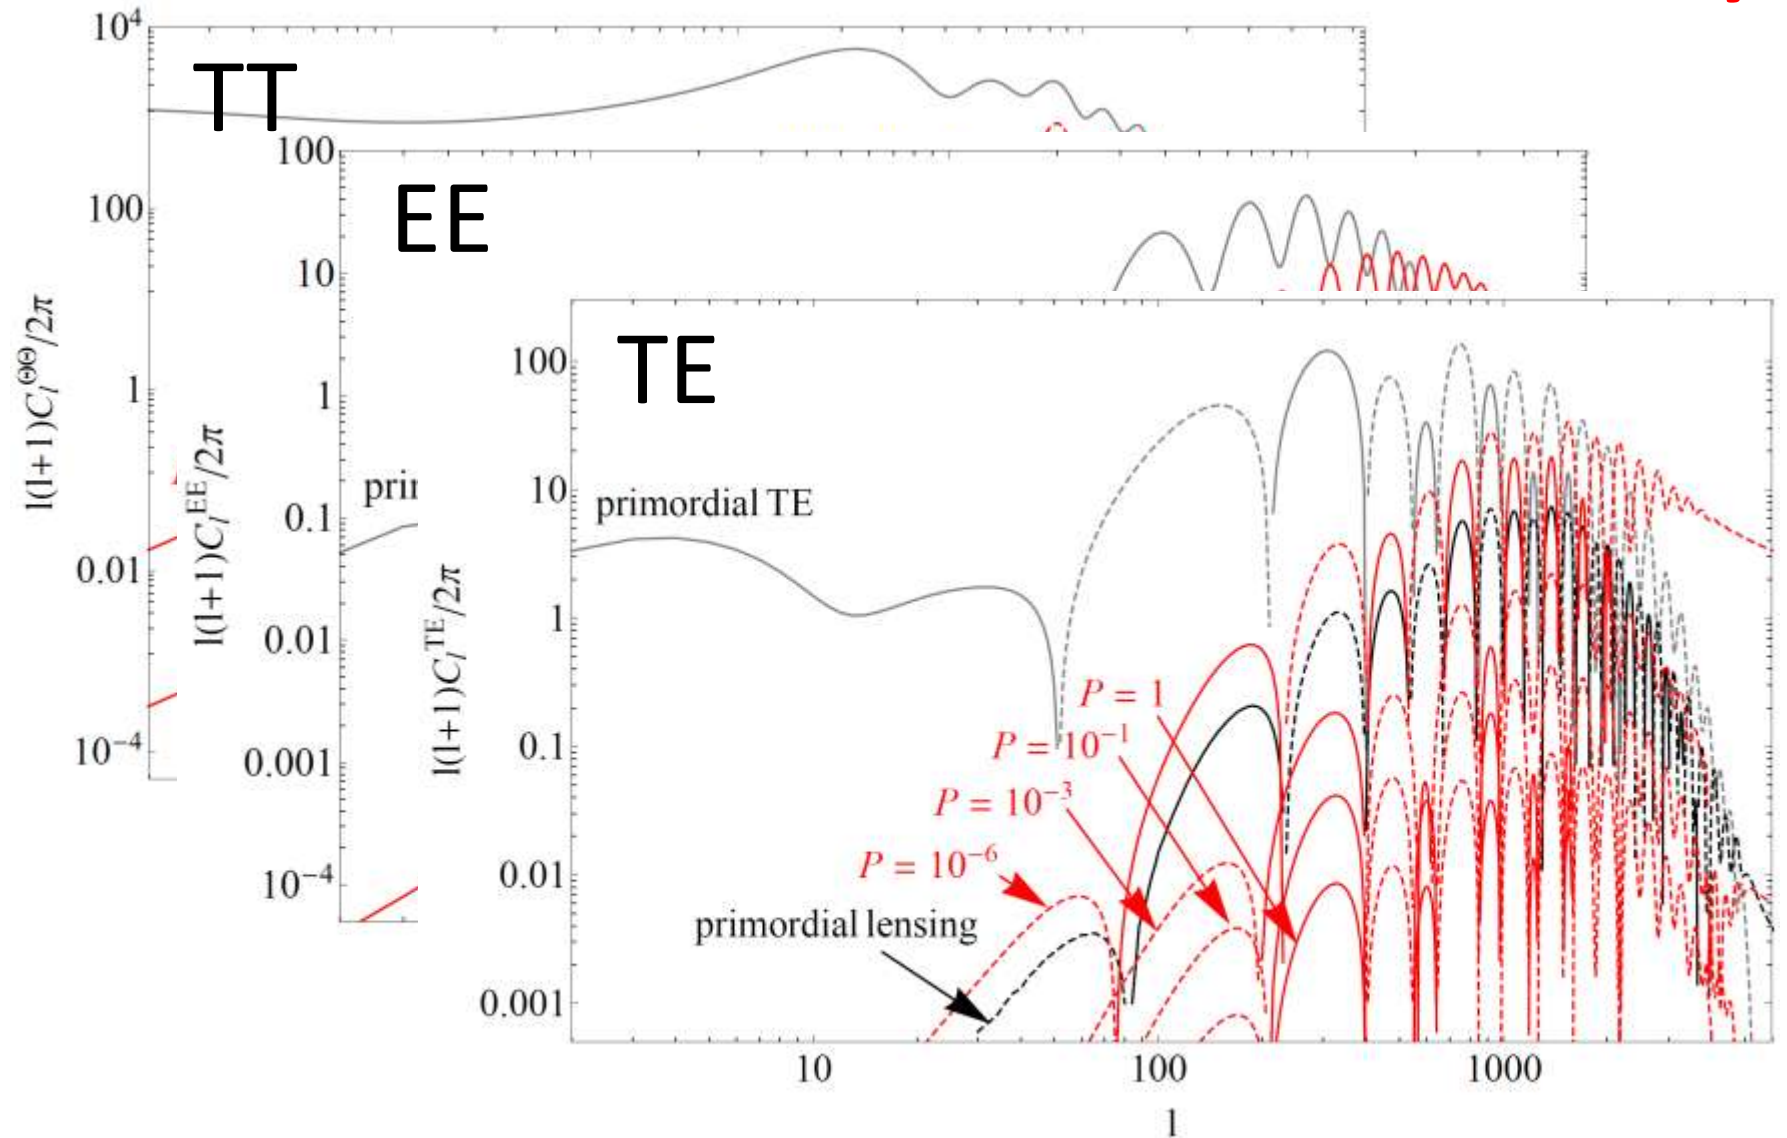 10^4
TT
100
EE
100
10
TE
100
l(l+1)C_l^{ΘΘ}/2π
1
1
l(l+1)C_l^{EE}/2π
prin
0.1
10
primordial TE
0.01
0.01
l(l+1)C_l^{TE}/2π
1
P = 1
10^{-4}
0.001
0.1
P = 10^{-1}
P = 10^{-3}
10^{-4}
0.01
P = 10^{-6}
primordial lensing
0.001
10
100
1000
l